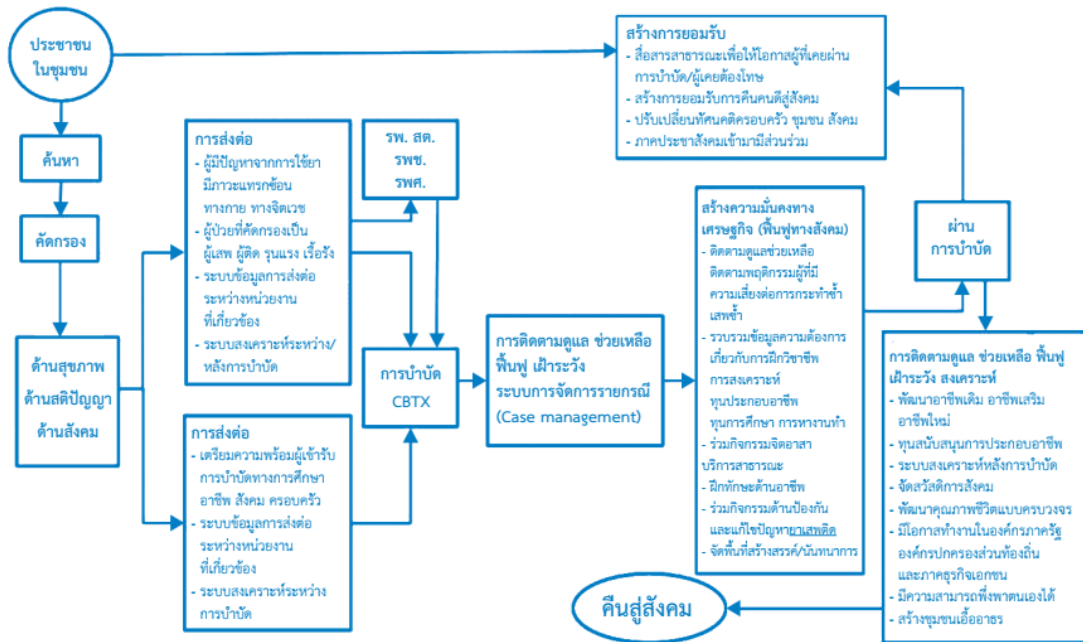 ประชาชน
ในชุมชน
ค้นหา
คัดกรอง
ด้านสุขภาพ
ด้านสติปัญญา
ด้านสังคม
การส่งต่อ
- ผู้มีปัญหาจากการใช้ยา
มีภาวะแทรกซ้อน
ทางกาย ทางจิตเวช
- ผู้ป่วยที่คัดกรองเป็น
ผู้เสพ ผู้ติด รุนแรง เรื้อรัง
- ระบบข้อมูลการส่งต่อ
ระหว่างหน่วยงาน
ที่เกี่ยวข้อง
- ระบบสงเคราะห์ระหว่าง/
หลังการบำบัด
การส่งต่อ
- เตรียมความพร้อมผู้เข้ารับ
การบำบัดทางการศึกษา
อาชีพ สังคม ครอบครัว
- ระบบข้อมูลการส่งต่อ
ระหว่างหน่วยงาน
ที่เกี่ยวข้อง
- ระบบสงเคราะห์ระหว่าง
การบำบัด
รพ. สต.
รพช.
รพศ.
การบำบัด
CBTX
การติดตามดูแล ช่วยเหลือ
ฟื้นฟู เฝ้าระวัง
ระบบการจัดการรายกรณี
(Case management)
สร้างความมั่นคงทาง
เศรษฐกิจ (ฟื้นฟูทางสังคม)
- ติดตามดูแลช่วยเหลือ
ติดตามพฤติกรรมผู้ที่มี
ความเสี่ยงต่อการกระทำซ้ำ
เสพซ้ำ
- รวบรวมข้อมูลความต้องการ
เกี่ยวกับการฝึกวิชาชีพ
การสงเคราะห์
ทุนประกอบอาชีพ
ทุนการศึกษา การหางานทำ
- ร่วมกิจกรรมจิตอาสา
บริการสาธารณะ
- ฝึกทักษะด้านอาชีพ
- ร่วมกิจกรรมด้านป้องกัน
และแก้ไขปัญหายาเสพติด
- จัดพื้นที่สร้างสรรค์/นันทนาการ
สร้างการยอมรับ
- สื่อสารสาธารณะเพื่อให้โอกาสผู้ที่เคยผ่าน
การบำบัด/ผู้เคยต้องโทษ
- สร้างการยอมรับการคืนคนดีสู่สังคม
- ปรับเปลี่ยนทัศนคติครอบครัว ชุมชน สังคม
- ภาคประชาสังคมเข้ามามีส่วนร่วม
ผ่าน
การบำบัด
การติดตามดูแล ช่วยเหลือ ฟื้นฟู
เฝ้าระวัง สงเคราะห์
- พัฒนาอาชีพเดิม อาชีพเสริม
อาชีพใหม่
- ทุนสนับสนุนการประกอบอาชีพ
- ระบบสงเคราะห์หลังการบำบัด
- จัดสวัสดิการสังคม
- พัฒนาคุณภาพชีวิตแบบครบวงจร
- มีโอกาสทำงานในองค์กรภาครัฐ
องค์กรปกครองส่วนท้องถิ่น
และภาคธุรกิจเอกชน
- มีความสามารถพึ่งพาตนเองได้
- สร้างชุมชนเอื้ออาธร
คืนสู่สังคม